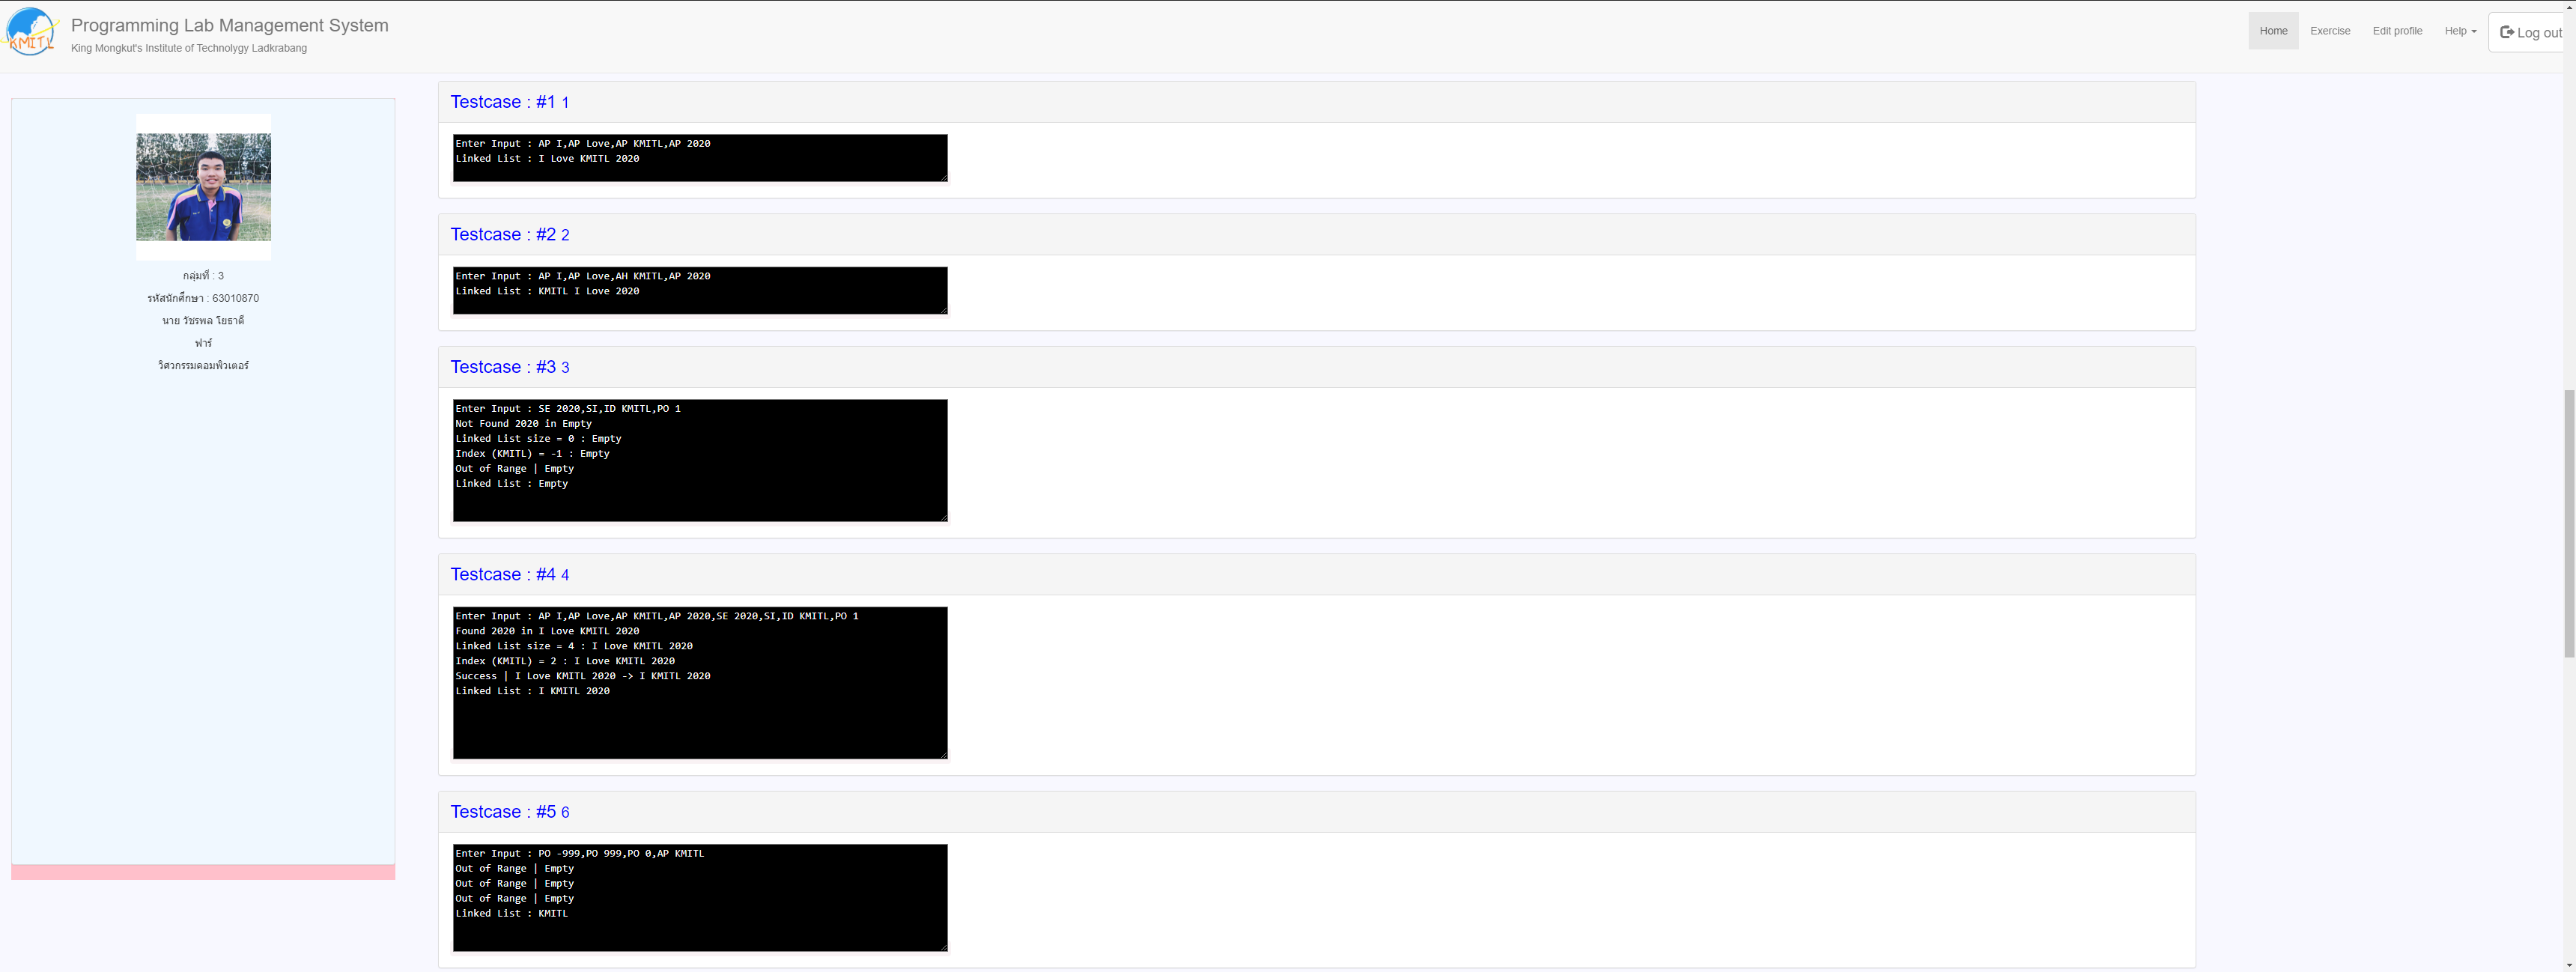 KMITL
Programming Lab Management System
King Mongkut's Institute of Technolygy Ladkrabang
Home
Exercise
Edit profile
Help
Log out
กลุ่มที่ : 3
รหัสนักศึกษา : 63010870
นาย วัชรพล โยธาดี
ฟาร์
วิศวกรรมคอมพิวเตอร์
Testcase : #1 1
Enter Input : AP I,AP Love,AP KMITL,AP 2020
Linked List : I Love KMITL 2020
Testcase : #2 2
Enter Input : AP I,AP Love,AH KMITL,AP 2020
Linked List : KMITL I Love 2020
Testcase : #3 3
Enter Input : SE 2020,SI,ID KMITL,PO 1
Not Found 2020 in Empty
Linked List size = 0 : Empty
Index (KMITL) = -1 : Empty
Out of Range | Empty
Linked List : Empty
Testcase : #4 4
Enter Input : AP I,AP Love,AP KMITL,AP 2020,SE 2020,SI,ID KMITL,PO 1
Found 2020 in I Love KMITL 2020
Linked List size = 4 : I Love KMITL 2020
Index (KMITL) = 2 : I Love KMITL 2020
Success | I Love KMITL 2020 -> I KMITL 2020
Linked List : I KMITL 2020
Testcase : #5 6
Enter Input : PO -999,PO 999,PO 0,AP KMITL
Out of Range | Empty
Out of Range | Empty
Out of Range | Empty
Linked List : KMITL